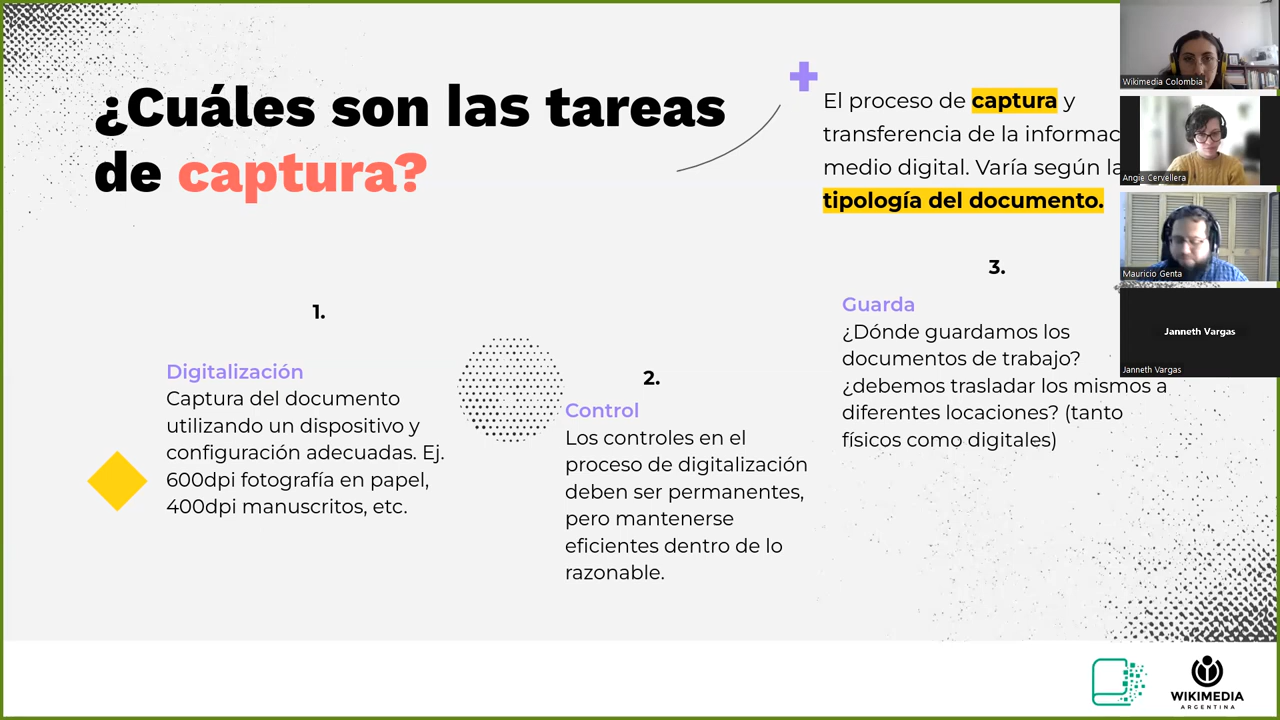 ¿Cuáles son las tareas
de captura?
El proceso de captura y
transferencia de la
medio digital. Varía según
tipología del documento.
1.
Digitalización
Captura del documento
utilizando un dispositivo y
configuración adecuadas. Ej.
600dpi fotografía en papel,
400dpi manuscritos, etc.
2.
Control
Los controles en el
proceso de digitalización
deben ser permanentes,
pero mantenerse
eficientes dentro de lo
razonable.
3.
Guarda
¿Dónde guardamos los
documentos de trabajo?
¿debemos trasladar los mismos a
diferentes locaciones? (tanto
físicos como digitales)
Wikimedia Colombia
Angie Cervellera
Mauricio Genta
Janneth Vargas
Janneth Vargas
WIKIMEDIA
ARGENTINA